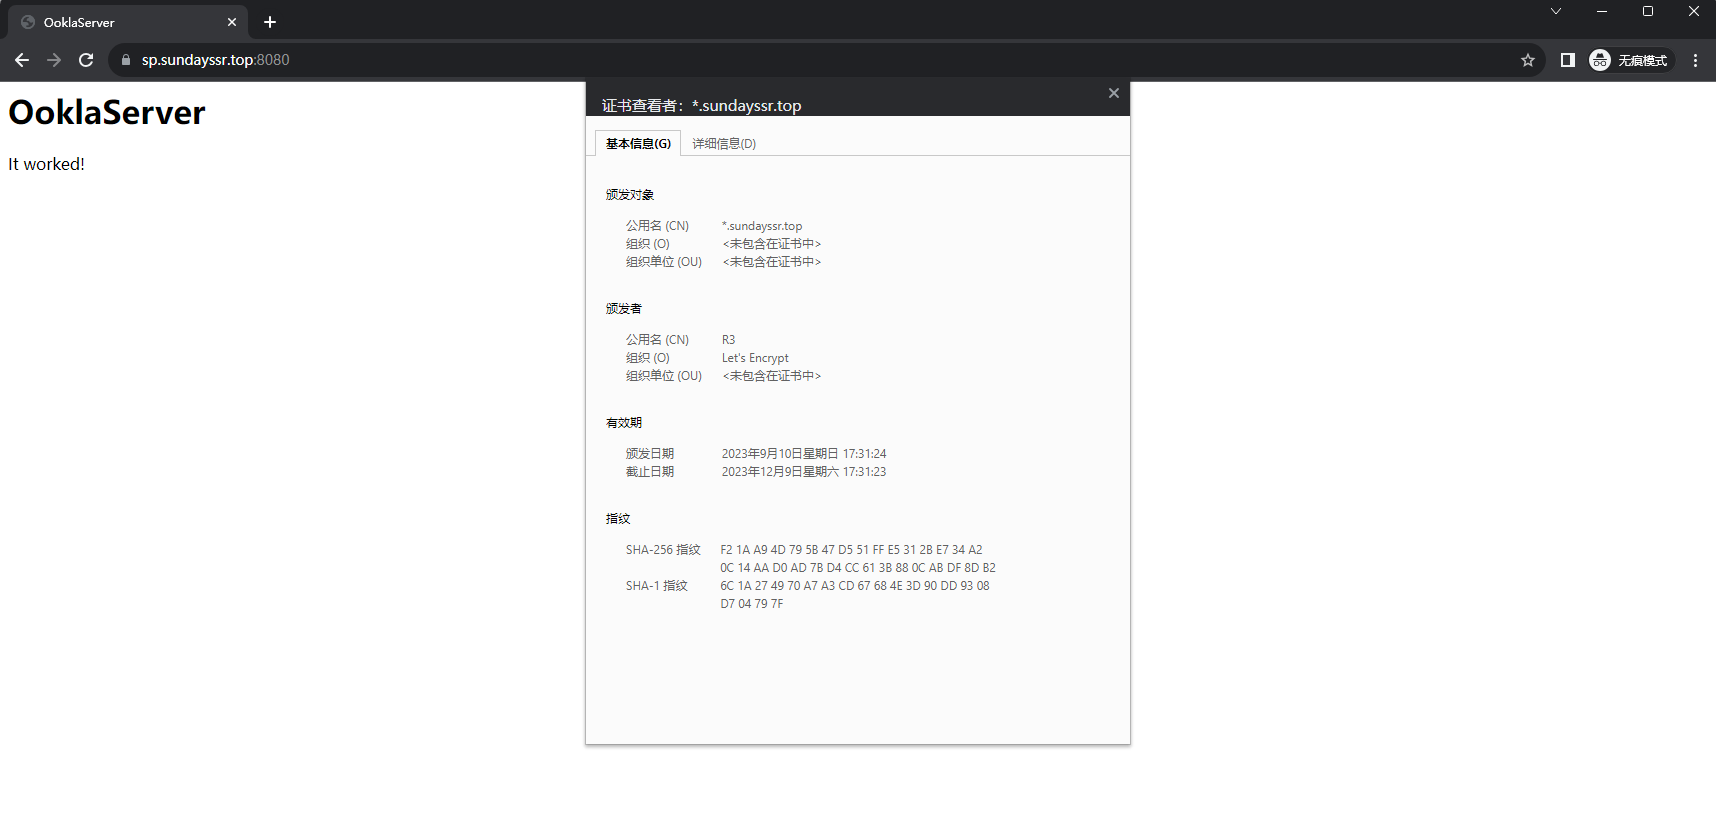 OoklaServer
sp.sundayssr.top:8080
无痕模式
OoklaServer
It worked!
证书查看者：*.sundayssr.top
基本信息(G) 详细信息(D)
颁发对象
公用名 (CN) *.sundayssr.top
组织 (O) <未包含在证书中>
组织单位 (OU) <未包含在证书中>
颁发者
公用名 (CN) R3
组织 (O) Let's Encrypt
组织单位 (OU) <未包含在证书中>
有效期
颁发日期 2023年9月10日星期日 17:31:24
截止日期 2023年12月9日星期六 17:31:23
指纹
SHA-256 指纹 F2 1A A9 4D 79 5B 47 D5 51 FF E5 31 2B E7 34 A2
0C 14 AA D0 AD 7B D4 CC 61 3B 88 0C AB DF 8D B2
SHA-1 指纹 6C 1A 27 49 70 A7 A3 CD 67 68 4E 3D 90 DD 93 08
D7 04 79 7F